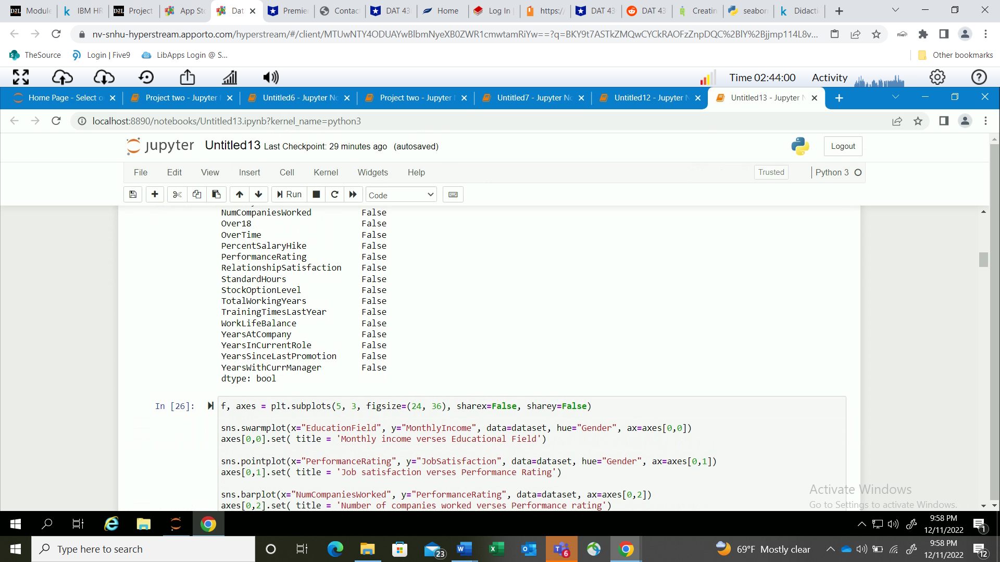 Module
IBM HR
Project
App Sto
Dat
Premie
Contac
DAT 43
Home
Log In
https:/
DAT 43
DAT 43
Creatin
seabor
Didacti
nv-snhu-hyperstream.apporto.com/hyperstream/#/client/MTUwNTY4ODUAYwBlbmNyeXB0ZWR1cmwtamRiYw==?q=BKY9t7ASTkZMQwCYCkRAOFzZnpDQC%2BlY%2Bjjmp114L8v...
TheSource
Login | Five9
LibApps Login @ S...
Other bookmarks
Time 02:44:00
Activity
Home Page - Select o
Project two - Jupyter
Untitled6 - Jupyter No
Project two - Jupyter
Untitled7 - Jupyter No
Untitled12 - Jupyter
Untitled13 - Jupyter
localhost:8890/notebooks/Untitled13.ipynb?kernel_name=python3
jupyter Untitled13 Last Checkpoint: 29 minutes ago (autosaved)
Logout
File Edit View Insert Cell Kernel Widgets Help
Trusted
Python 3
Run
Code
NumCompaniesWorked False
Over18 False
OverTime False
PercentSalaryHike False
PerformanceRating False
RelationshipSatisfaction False
StandardHours False
StockOptionLevel False
TotalWorkingYears False
TrainingTimesLastYear False
WorkLifeBalance False
YearsAtCompany False
YearsInCurrentRole False
YearsSinceLastPromotion False
YearsWithCurrManager False
dtype: bool
In [26]: f, axes = plt.subplots(5, 3, figsize=(24, 36), sharex=False, sharey=False)
sns.swarmplot(x="EducationField", y="MonthlyIncome", data=dataset, hue="Gender", ax=axes[0,0])
axes[0,0].set( title = 'Monthly income verses Educational Field')
sns.pointplot(x="PerformanceRating", y="JobSatisfaction", data=dataset, hue="Gender", ax=axes[0,1])
axes[0,1].set( title = 'Job satisfaction verses Performance Rating')
sns.barplot(x="NumCompaniesWorked", y="PerformanceRating", data=dataset, ax=axes[0,2])
axes[0,2].set( title = 'Number of companies worked verses Performance rating')
Activate Windows
Go to Settings to activate Windows.
9:58 PM
12/11/2022
1
Type here to search
23
6
69°F Mostly clear
9:58 PM
12/11/2022
12